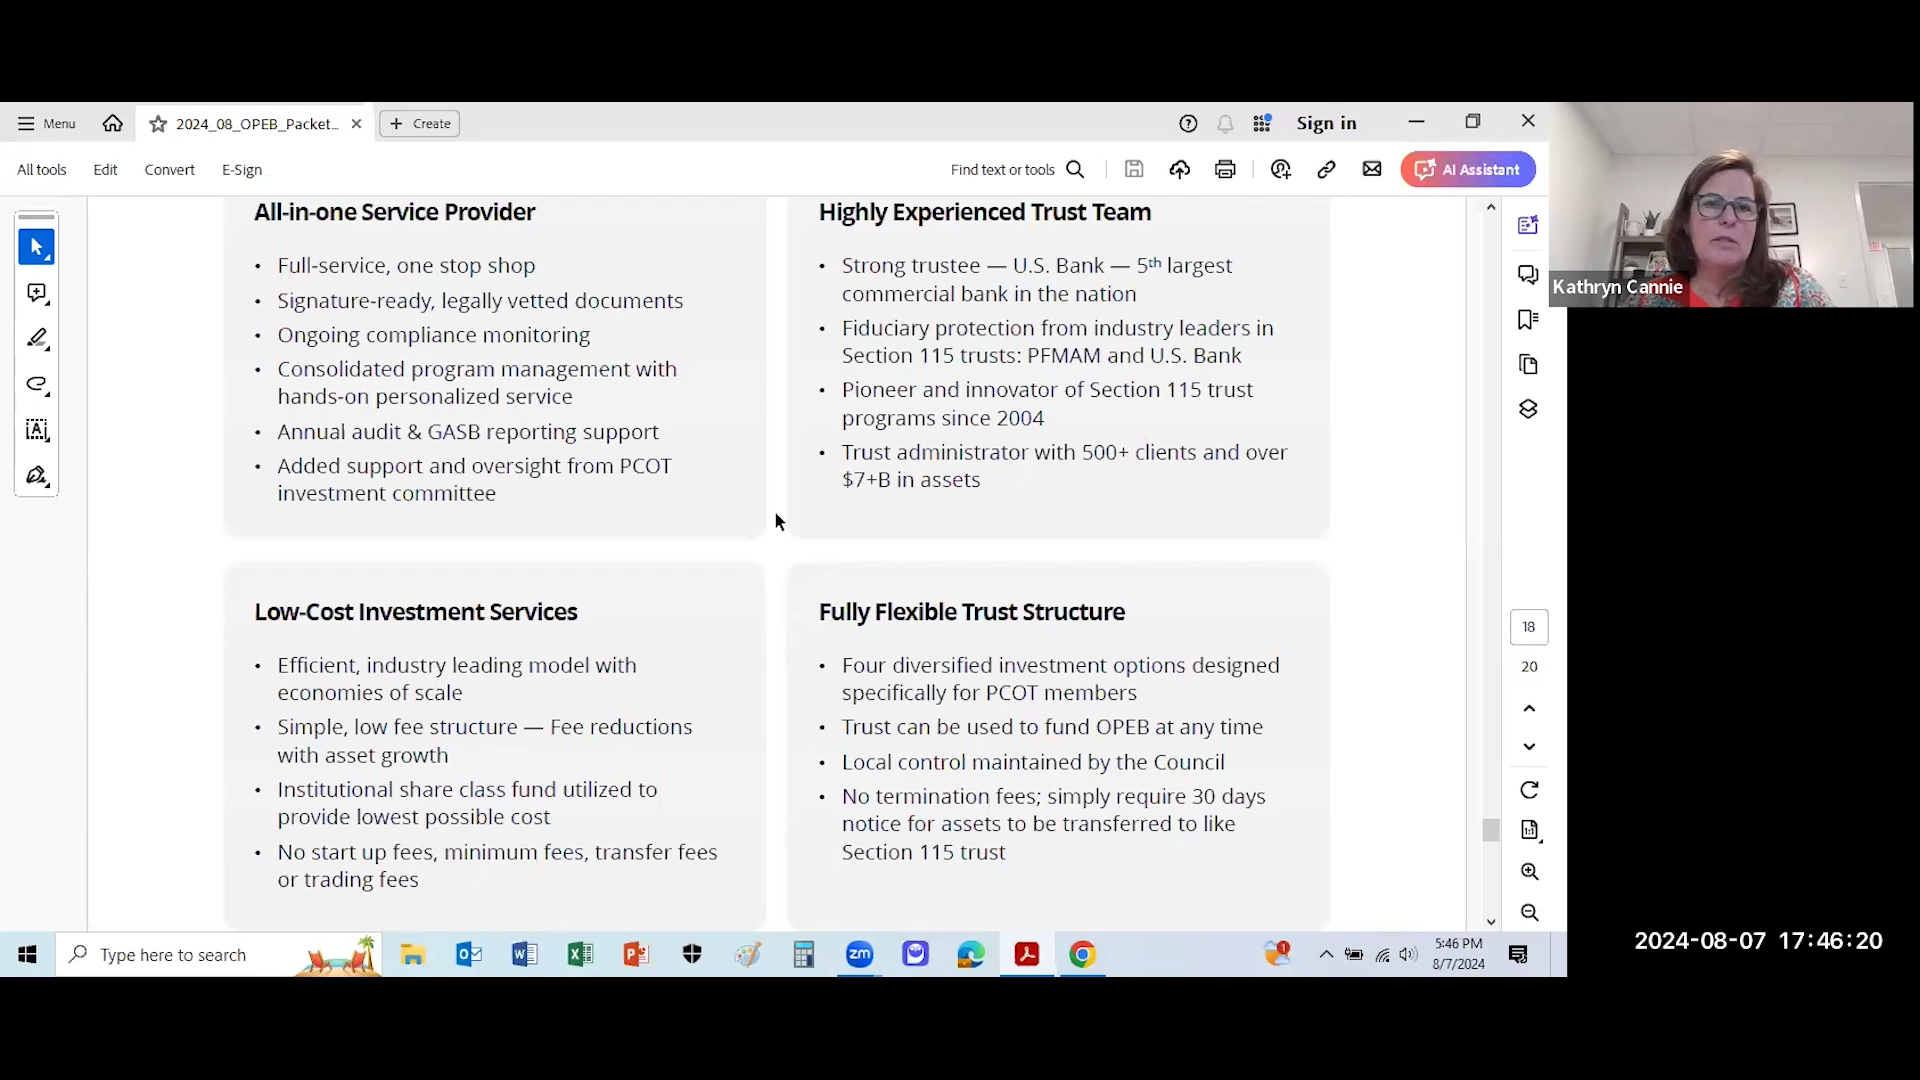 Menu
2024_08_OPEB_Packet...
Create
Sign in
All tools
Edit
Convert
E-Sign
Find text or tools
AI Assistant
All-in-one Service Provider
• Full-service, one stop shop
• Signature-ready, legally vetted documents
• Ongoing compliance monitoring
• Consolidated program management with
hands-on personalized service
• Annual audit & GASB reporting support
• Added support and oversight from PCOT
investment committee
Highly Experienced Trust Team
• Strong trustee — U.S. Bank — 5th largest
commercial bank in the nation
• Fiduciary protection from industry leaders in
Section 115 trusts: PFMAM and U.S. Bank
• Pioneer and innovator of Section 115 trust
programs since 2004
• Trust administrator with 500+ clients and over
$7+B in assets
Low-Cost Investment Services
• Efficient, industry leading model with
economies of scale
• Simple, low fee structure — Fee reductions
with asset growth
• Institutional share class fund utilized to
provide lowest possible cost
• No start up fees, minimum fees, transfer fees
or trading fees
Fully Flexible Trust Structure
• Four diversified investment options designed
specifically for PCOT members
• Trust can be used to fund OPEB at any time
• Local control maintained by the Council
• No termination fees; simply require 30 days
notice for assets to be transferred to like
Section 115 trust
18
20
1:1
Kathryn Cannie
Type here to search
zm
1
5:46 PM
8/7/2024
2024-08-07 17:46:20